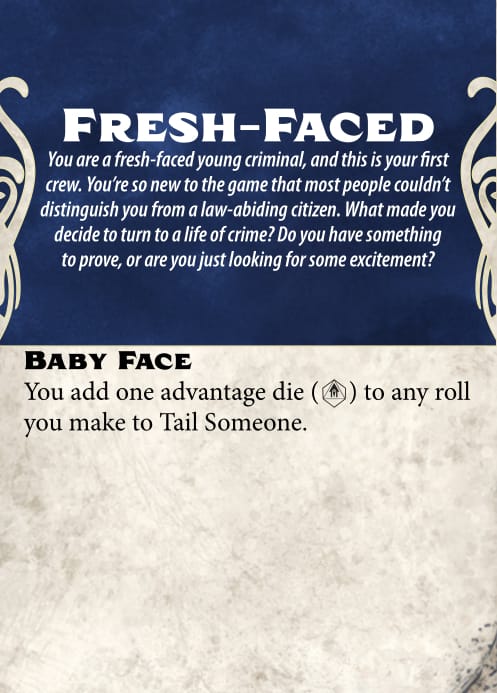 Fresh-Faced
You are a fresh-faced young criminal, and this is your first
crew. You’re so new to the game that most people couldn’t
distinguish you from a law-abiding citizen. What made you
decide to turn to a life of crime? Do you have something
to prove, or are you just looking for some excitement?
Baby Face
You add one advantage die ( ) to any roll
you make to Tail Someone.